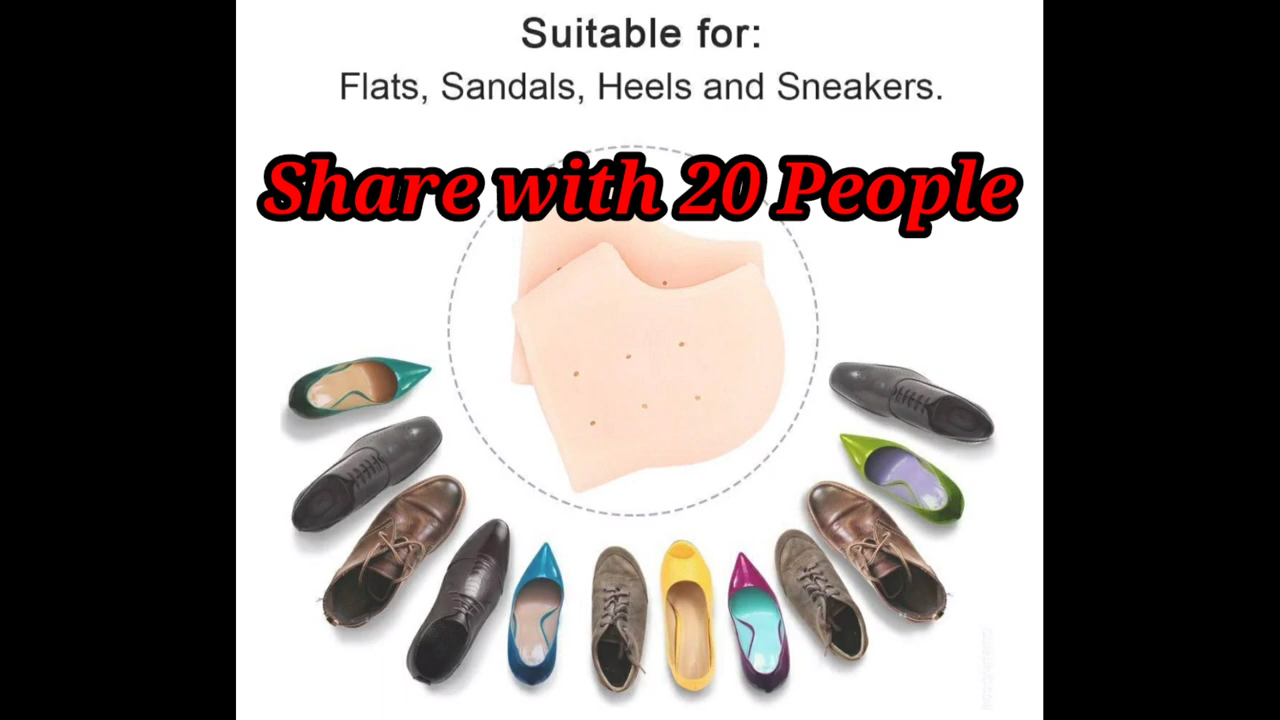 Suitable for:
Flats, Sandals, Heels and Sneakers.
Share with 20 People